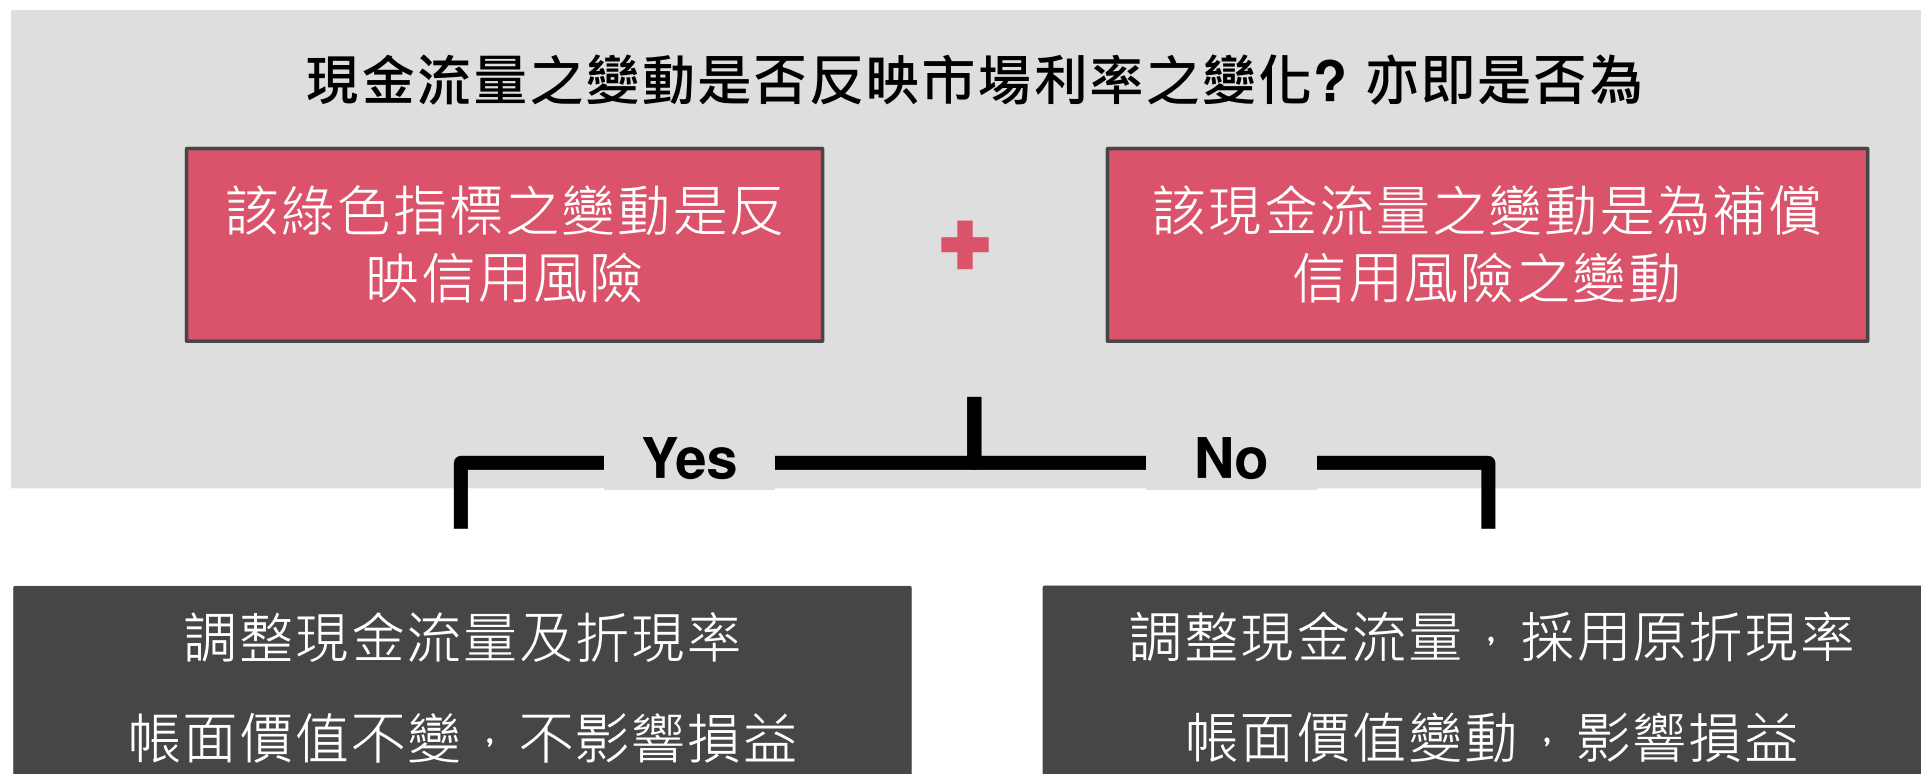 現金流量之變動是否反映市場利率之變化? 亦即是否為
該綠色指標之變動是反
映信用風險
該現金流量之變動是為補償
信用風險之變動
Yes
No
調整現金流量及折現率
帳面價值不變，不影響損益
調整現金流量，採用原折現率
帳面價值變動，影響損益